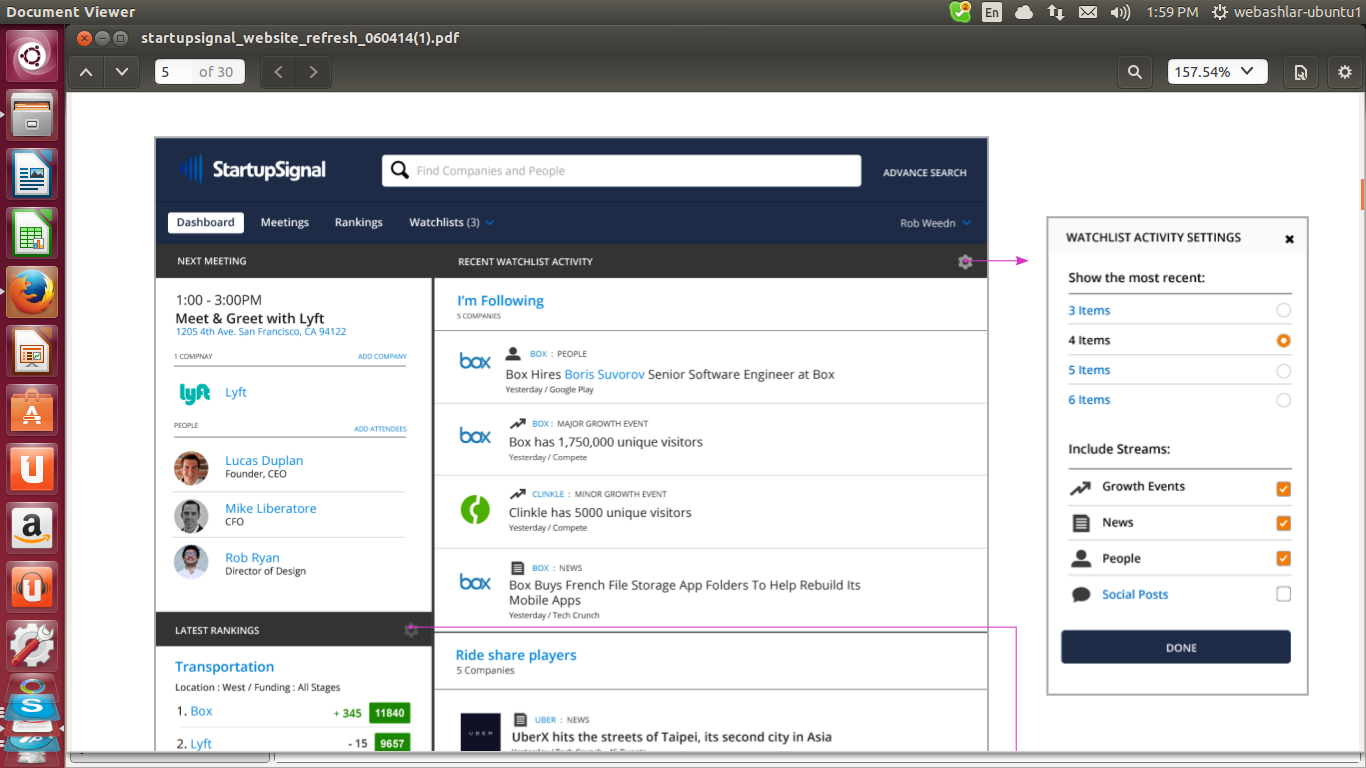 Document Viewer
En
1:59 PM
webashlar-ubuntu1
startupsignal_website_refresh_060414(1).pdf
5 of 30
157.54%
StartupSignal
Find Companies and People
ADVANCE SEARCH
Dashboard
Meetings
Rankings
Watchlists (3)
Rob Weedn
NEXT MEETING
1:00 - 3:00PM
Meet & Greet with Lyft
1205 4th Ave. San Francisco, CA 94122
1 COMPNAY
ADD COMPANY
lyft
Lyft
PEOPLE
ADD ATTENDEES
Lucas Duplan
Founder, CEO
Mike Liberatore
CFO
Rob Ryan
Director of Design
LATEST RANKINGS
Transportation
Location : West / Funding : All Stages
1. Box
+ 345
11840
2. Lyft
- 15
9657
RECENT WATCHLIST ACTIVITY
I'm Following
5 COMPANIES
box
BOX : PEOPLE
Box Hires Boris Suvorov Senior Software Engineer at Box
Yesterday / Google Play
box
BOX : MAJOR GROWTH EVENT
Box has 1,750,000 unique visitors
Yesterday / Compete
CLINKLE : MINOR GROWTH EVENT
Clinkle has 5000 unique visitors
Yesterday / Compete
box
BOX : NEWS
Box Buys French File Storage App Folders To Help Rebuild Its
Mobile Apps
Yesterday / Tech Crunch
Ride share players
5 Companies
UBER
UBER : NEWS
UberX hits the streets of Taipei, its second city in Asia
WATCHLIST ACTIVITY SETTINGS
Show the most recent:
3 Items
4 Items
5 Items
6 Items
Include Streams:
Growth Events
News
People
Social Posts
DONE